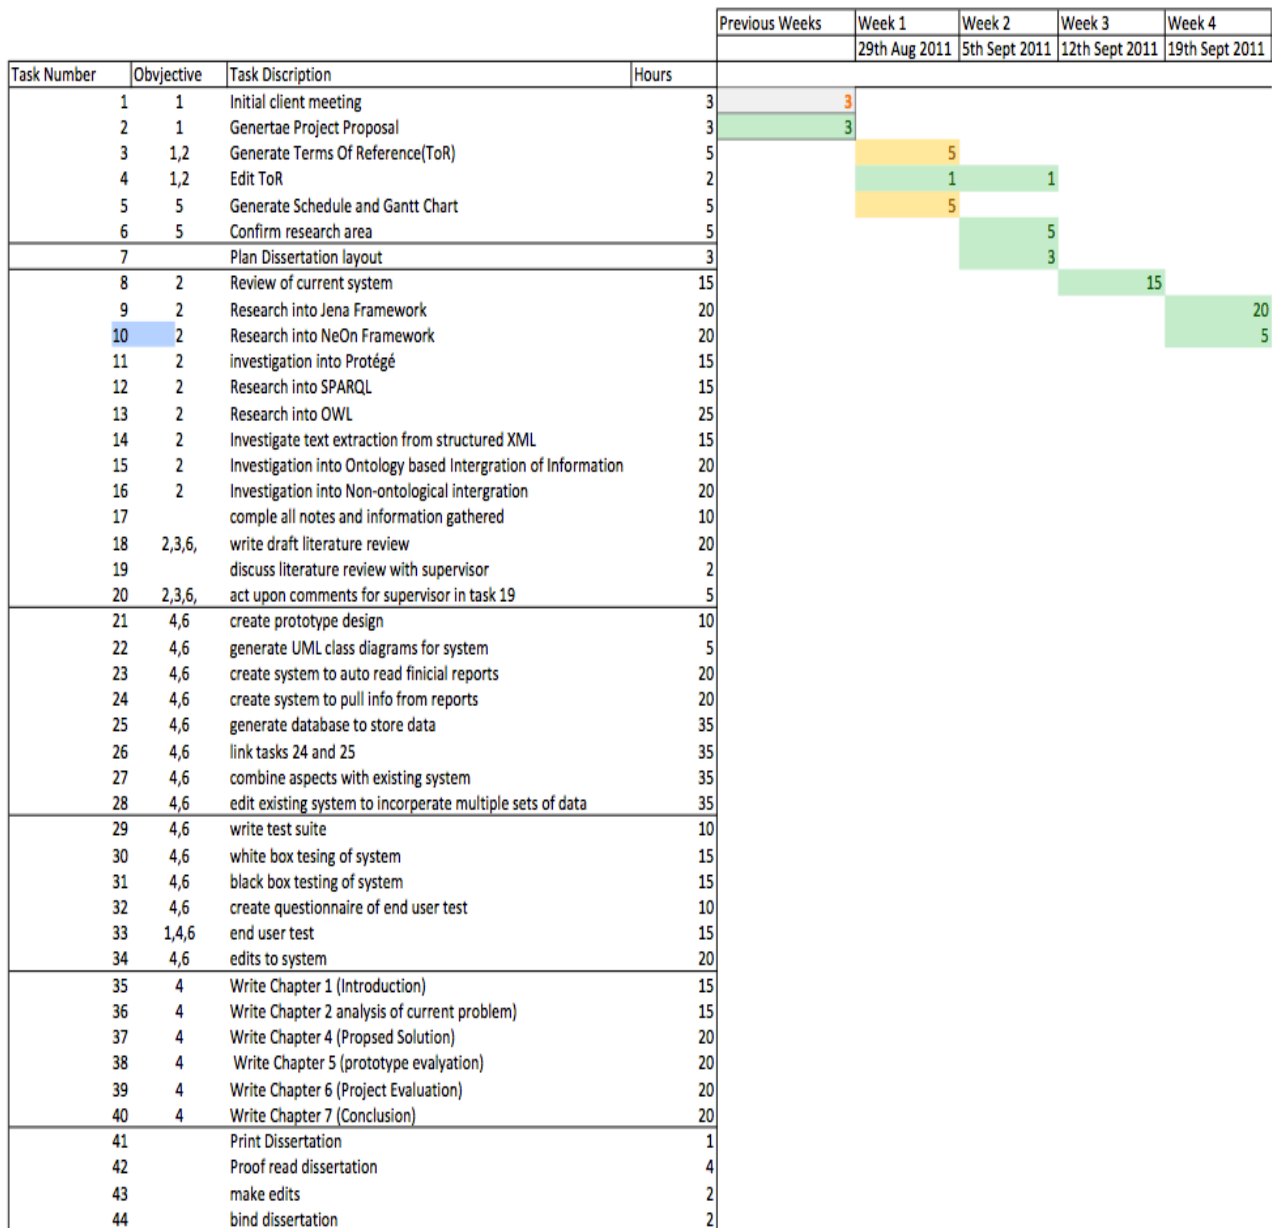 Previous Weeks Week 1 Week 2 Week 3 Week 4
29th Aug 2011 5th Sept 2011 12th Sept 2011 19th Sept 2011
Task Number Obvjective Task Discription Hours
1 1 Initial client meeting 3 3
2 1 Genertae Project Proposal 3 3
3 1,2 Generate Terms Of Reference(ToR) 5 5
4 1,2 Edit ToR 2 1 1
5 5 Generate Schedule and Gantt Chart 5 5
6 5 Confirm research area 5 5
7 Plan Dissertation layout 3 3
8 2 Review of current system 15 15
9 2 Research into Jena Framework 20 20
10 2 Research into NeOn Framework 20 5
11 2 investigation into Protégé 15
12 2 Research into SPARQL 15
13 2 Research into OWL 25
14 2 Investigate text extraction from structured XML 15
15 2 Investigation into Ontology based Intergration of Information 20
16 2 Investigation into Non-ontological intergration 20
17 comple all notes and information gathered 10
18 2,3,6, write draft literature review 20
19 discuss literature review with supervisor 2
20 2,3,6, act upon comments for supervisor in task 19 5
21 4,6 create prototype design 10
22 4,6 generate UML class diagrams for system 5
23 4,6 create system to auto read finicial reports 20
24 4,6 create system to pull info from reports 20
25 4,6 generate database to store data 35
26 4,6 link tasks 24 and 25 35
27 4,6 combine aspects with existing system 35
28 4,6 edit existing system to incorperate multiple sets of data 35
29 4,6 write test suite 10
30 4,6 white box tesing of system 15
31 4,6 black box testing of system 15
32 4,6 create questionnaire of end user test 10
33 1,4,6 end user test 15
34 4,6 edits to system 20
35 4 Write Chapter 1 (Introduction) 15
36 4 Write Chapter 2 analysis of current problem) 15
37 4 Write Chapter 4 (Propsed Solution) 20
38 4 Write Chapter 5 (prototype evalyation) 20
39 4 Write Chapter 6 (Project Evaluation) 20
40 4 Write Chapter 7 (Conclusion) 20
41 Print Dissertation 1
42 Proof read dissertation 4
43 make edits 2
44 bind dissertation 2